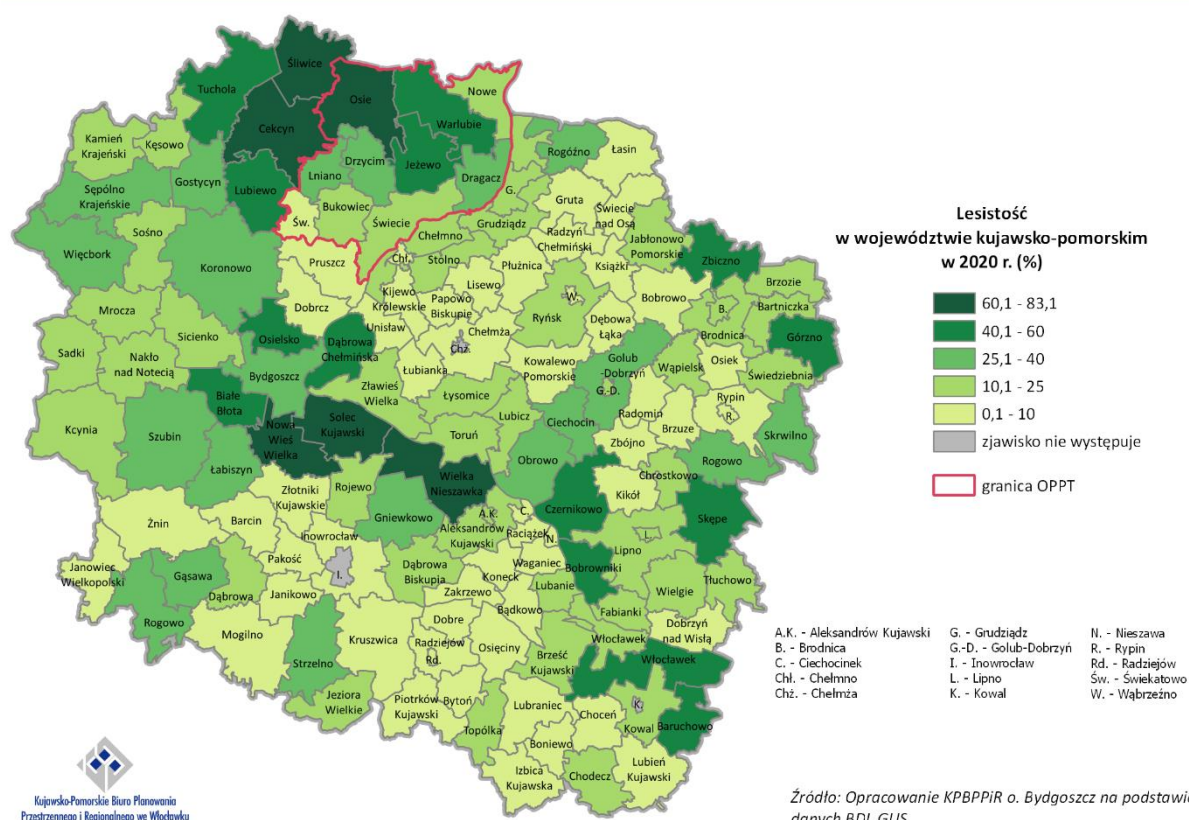 Śliwice
Tuchola
Osie
Nowe
Cekcyn
Warlubie
Kamień
Krajeński
Kęsowo
Rogóźno
Łasin
Drzycim
Jeżewo
Lniano
Dragacz
G.
Gostycyn
Lubiewo
Sępólno
Krajeńskie
Bukowiec
Gruta
Św.
Świecie
Świecie
nad Osą
Sośno
Grudziądz
Chełmno
Radzyń
Chełmiński
Jabłonowo
Pomorskie
Więcbork
Zbiczno
Koronowo
Pruszcz
Chł.
Stolno
Płużnica
Książki
Brzozie
Lisewo
Bobrowo
Bartniczka
Kijewo
Królewskie
Papowo
Biskupie
W.
B.
Mrocza
Dobrcz
Ryńsk
Dębowa
Łąka
Brodnica
Unisław
Chełmża
Górzno
Sicienko
Osielsko
Dąbrowa
Chełmińska
Chż.
Golub
-Dobrzyń
Osiek
Sadki
Nakło
nad Notecią
Kowalewo
Pomorskie
Wąpielsk
Świedziebnia
Bydgoszcz
Łubianka
G.-D.
Zławieś
Wielka
Łysomice
Rypin
Białe
Błota
R.
Solec
Kujawski
Lubicz
Ciechocin
Radomin
Brzuze
Kcynia
Nowa
Wieś
Wielka
Toruń
Skrwilno
Szubin
Zbójno
Obrowo
Rogowo
Łabiszyn
Wielka
Nieszawka
Chrostkowo
Złotniki
Kujawskie
Rojewo
Kikół
Czernikowo
Skępe
Gniewkowo
A.K.
C.
Żnin
Barcin
Inowrocław
Aleksandrów
Kujawski
Raciążek
L.
N.
Lipno
Pakość
Waganiec
Janowiec
Wielkopolski
Gąsawa
I.
Dąbrowa
Biskupia
Koneck
Bobrowniki
Tłuchowo
Dąbrowa
Janikowo
Zakrzewo
Lubanie
Wielgie
Bądkowo
Fabianki
Rogowo
Dobre
Dobrzyń
nad Wisłą
Mogilno
Kruszwica
Radziejów
Włocławek
Rd.
Osięciny
Włocławek
Strzelno
Brześć
Kujawski
Jeziora
Wielkie
Piotrków
Kujawski
Bytoń
Lubraniec
K.
Choceń
Baruchowo
Topólka
Kowal
Boniewo
Lubień
Kujawski
Izbica
Kujawska
Chodecz
Lesistość
w województwie kujawsko-pomorskim
w 2020 r. (%)
60,1 - 83,1
40,1 - 60
25,1 - 40
10,1 - 25
0,1 - 10
zjawisko nie występuje
granica OPPT
A.K. - Aleksandrów Kujawski
B. - Brodnica
C. - Ciechocinek
Chł. - Chełmno
Chż. - Chełmża
G. - Grudziądz
G.-D. - Golub-Dobrzyń
I. - Inowrocław
L. - Lipno
K. - Kowal
N. - Nieszawa
R. - Rypin
Rd. - Radziejów
Św. - Świekatowo
W. - Wąbrzeźno
Kujawsko-Pomorskie Biuro Planowania
Przestrzennego i Regionalnego we Włocławku
Źródło: Opracowanie KPBPPiR o. Bydgoszcz na podstawie
danych BDL GUS